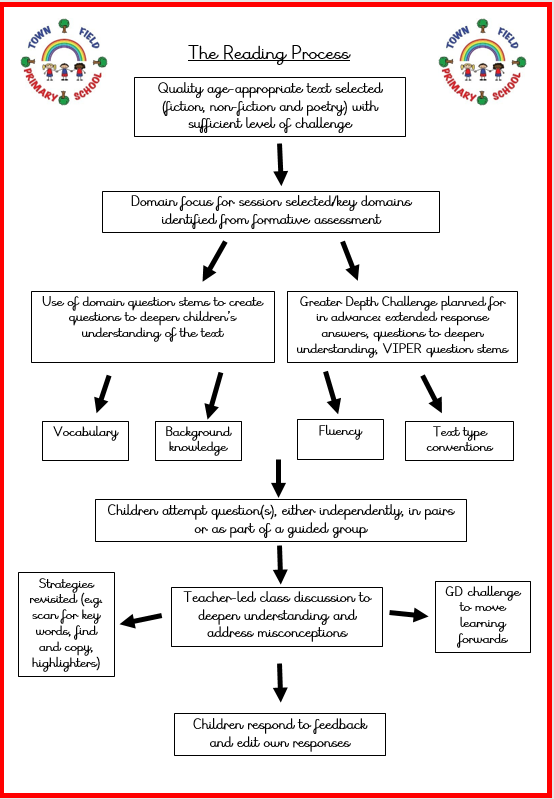 TOWN FIELD
PRIMARY SCHOOL
The Reading Process
TOWN FIELD
PRIMARY SCHOOL
Quality age-appropriate text selected
(fiction, non-fiction and poetry) with
sufficient level of challenge
Domain focus for session selected/key domains
identified from formative assessment
Use of domain question stems to create
questions to deepen children's
understanding of the text
Greater Depth Challenge planned for
in advance: extended response
answers, questions to deepen
understanding, VIPER question stems
Vocabulary
Background
knowledge
Fluency
Text type
conventions
Children attempt question(s), either independently, in pairs
or as part of a guided group
Strategies
revisited (e.g.
scan for key
words, find
and copy,
highlighters)
Teacher-led class discussion to
deepen understanding and
address misconceptions
GD challenge
to move
learning
forwards
Children respond to feedback
and edit own responses